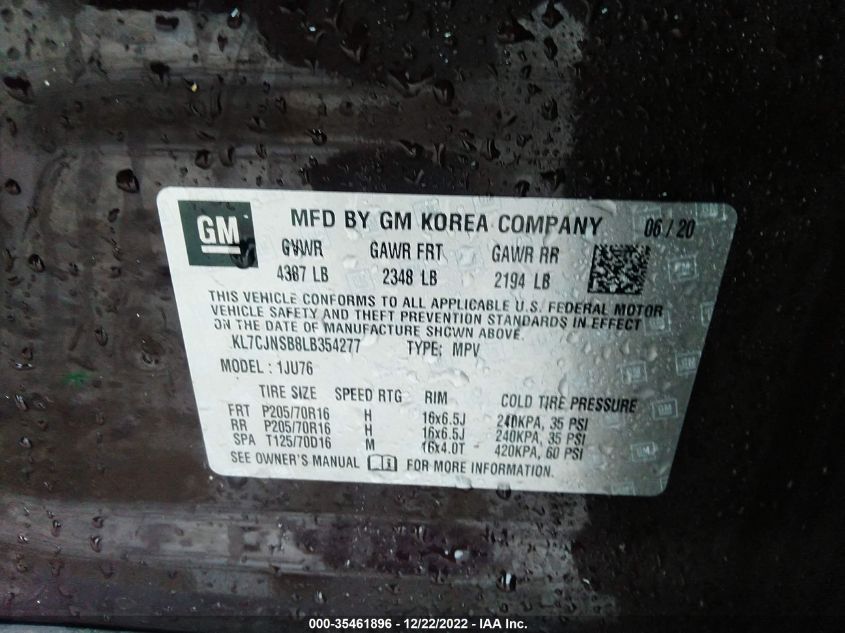 GM MFD BY GM KOREA COMPANY 06/20
GVWR GAWR FRT GAWR RR
4387 LB 2348 LB 2194 LB
THIS VEHICLE CONFORMS TO ALL APPLICABLE U.S. FEDERAL MOTOR
VEHICLE SAFETY AND THEFT PREVENTION STANDARDS IN EFFECT
ON THE DATE OF MANUFACTURE SHOWN ABOVE.
KL7CJNSB8LB354277 TYPE: MPV
MODEL: 1JU76
TIRE SIZE SPEED RTG RIM COLD TIRE PRESSURE
FRT P205/70R16 H 16x6.5J 240KPA, 35 PSI
RR P205/70R16 H 16x6.5J 240KPA, 35 PSI
SPA T125/70D16 M 16x4.0T 420KPA, 60 PSI
SEE OWNER'S MANUAL FOR MORE INFORMATION.
000-35461896 - 12/22/2022 - IAA Inc.